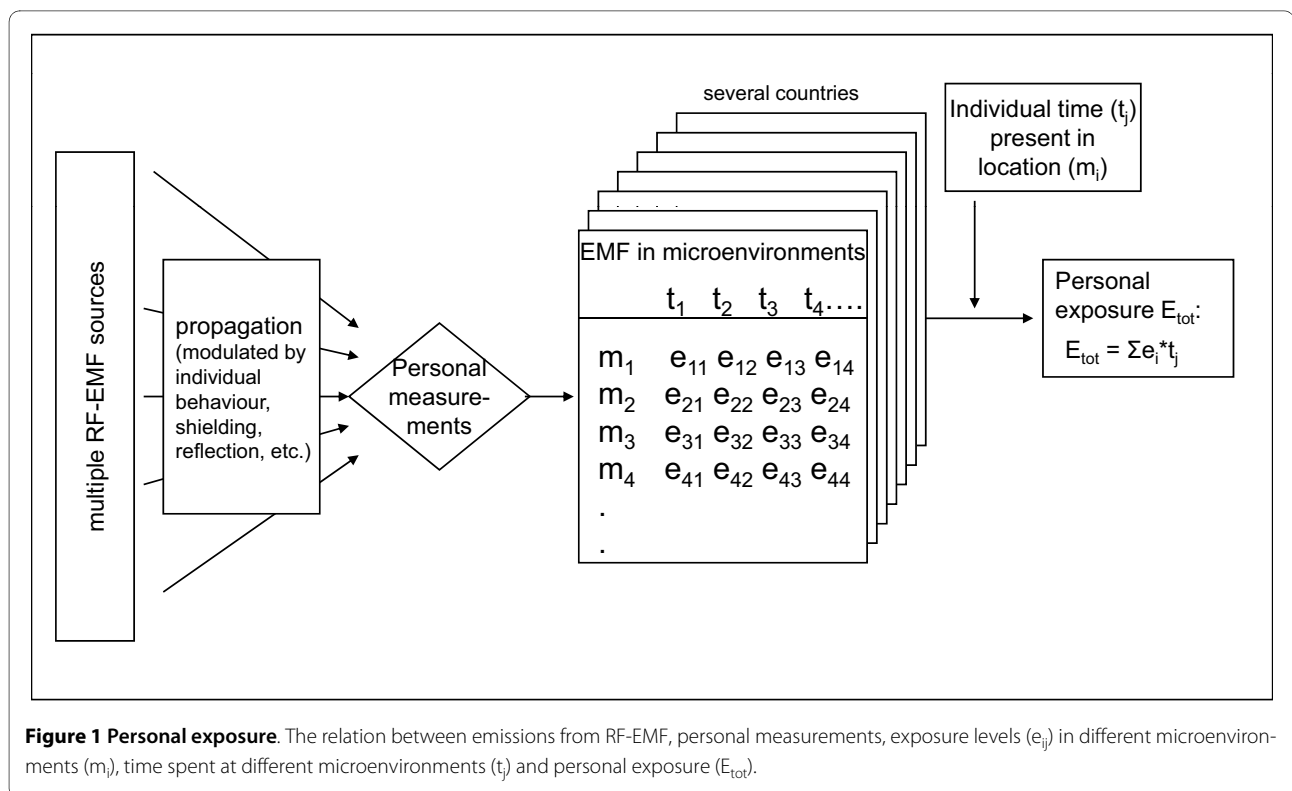 multiple RF-EMF sources
propagation
(modulated by
individual
behaviour,
shielding,
reflection, etc.)
Personal
measure-
ments
several countries
EMF in microenvironments
t₁ t₂ t₃ t₄....
m₁ e₁₁ e₁₂ e₁₃ e₁₄
m₂ e₂₁ e₂₂ e₂₃ e₂₄
m₃ e₃₁ e₃₂ e₃₃ e₃₄
m₄ e₄₁ e₄₂ e₄₃ e₄₄
.
.
Individual time (tⱼ)
present in
location (mᵢ)
Personal
exposure Eₜₒₜ:
Eₜₒₜ = Σeᵢ*tⱼ
Figure 1 Personal exposure. The relation between emissions from RF-EMF, personal measurements, exposure levels (eᵢⱼ) in different microenviron-
ments (mᵢ), time spent at different microenvironments (tⱼ) and personal exposure (Eₜₒₜ).